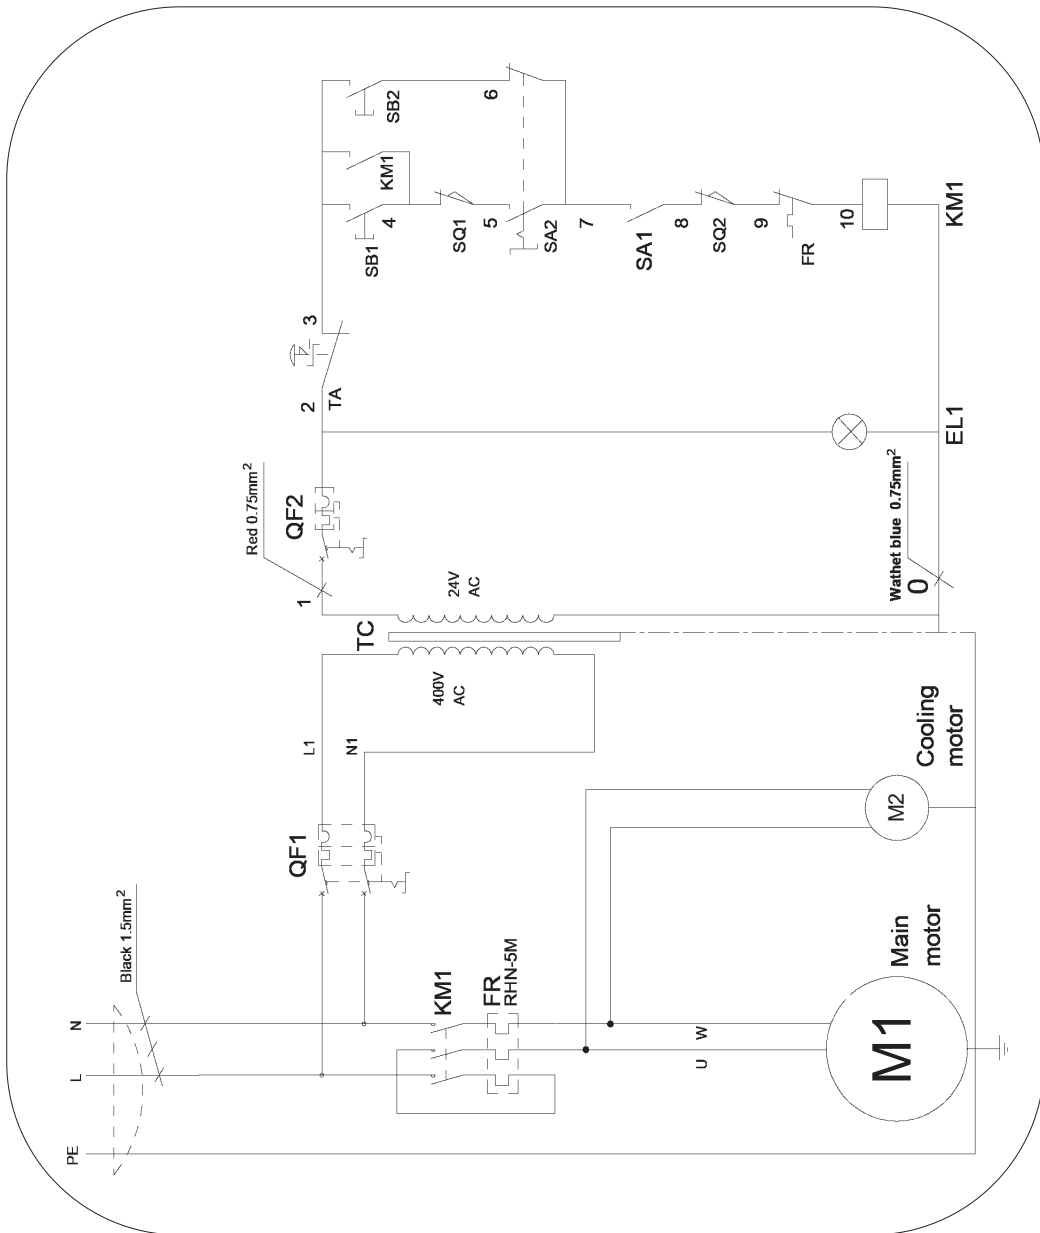 PE
L
N
Black 1.5mm²
KM1
FR
RHN-5M
U
W
M1
Main
motor
QF1
L1
N1
M2
Cooling
motor
TC
400V
AC
24V
AC
1
Red 0.75mm²
QF2
0
Wathet blue 0.75mm²
2
TA
3
EL1
SB1
4
KM1
SB2
SQ1
5
6
SA2
7
SA1
8
SQ2
9
FR
10
KM1